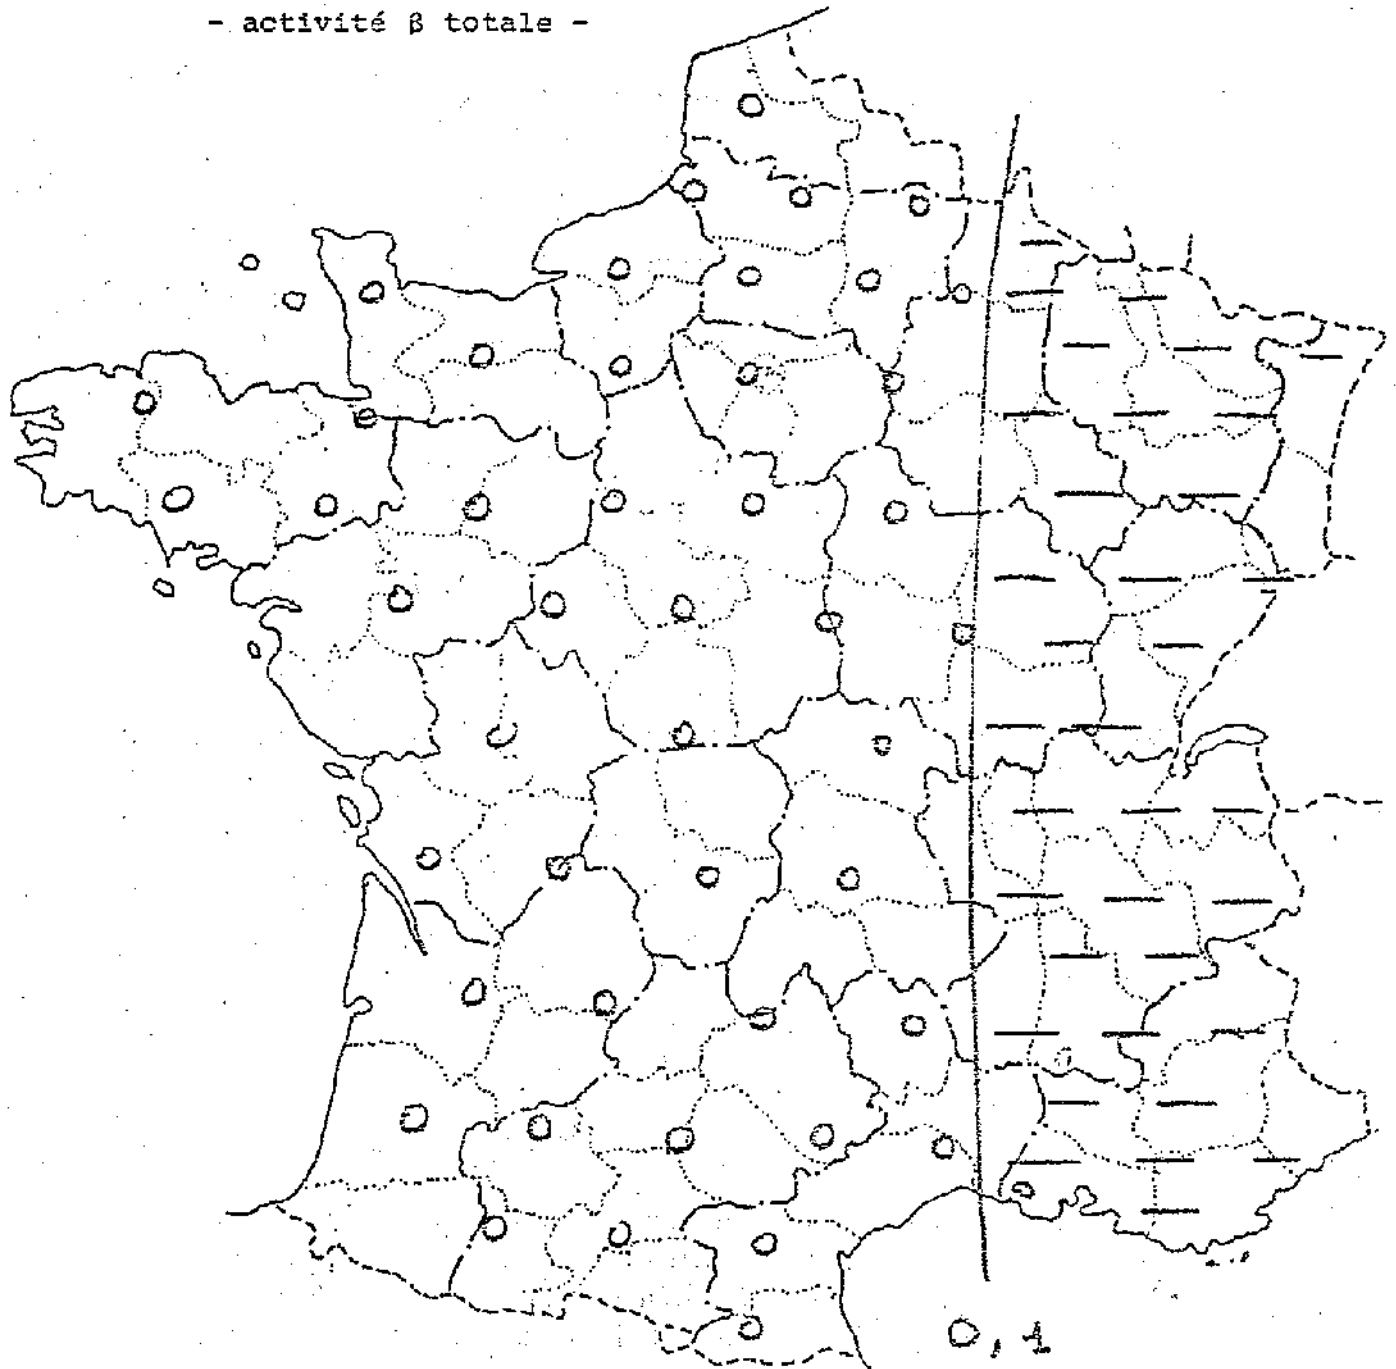 - activité β totale -
0,1